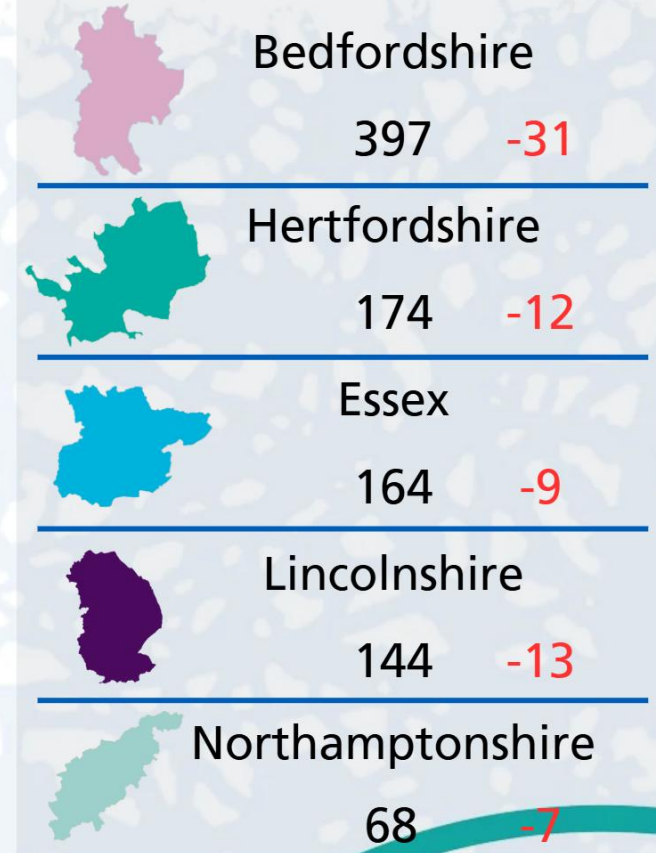 Bedfordshire
397 -31
Hertfordshire
174 -12
Essex
164 -9
Lincolnshire
144 -13
Northamptonshire
68 -7